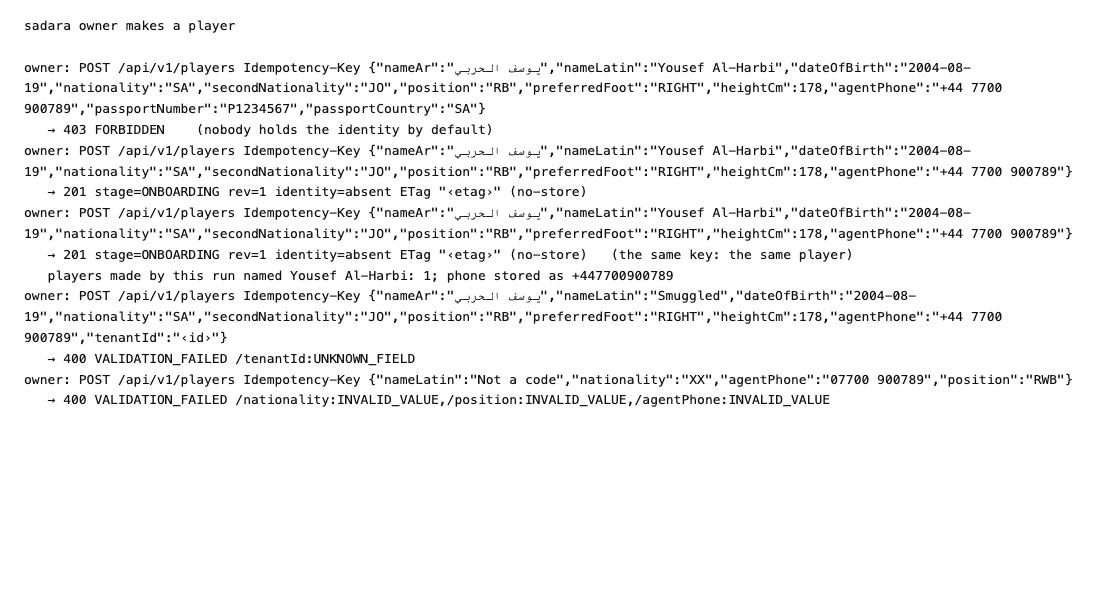 sadara owner makes a player
owner: POST /api/v1/players Idempotency-Key {"nameAr":"يوسف الحربي","nameLatin":"Yousef Al-Harbi","dateOfBirth":"2004-08-
19","nationality":"SA","secondNationality":"JO","position":"RB","preferredFoot":"RIGHT","heightCm":178,"agentPhone":"+44 7700
900789","passportNumber":"P1234567","passportCountry":"SA"}
→ 403 FORBIDDEN (nobody holds the identity by default)
owner: POST /api/v1/players Idempotency-Key {"nameAr":"يوسف الحربي","nameLatin":"Yousef Al-Harbi","dateOfBirth":"2004-08-
19","nationality":"SA","secondNationality":"JO","position":"RB","preferredFoot":"RIGHT","heightCm":178,"agentPhone":"+44 7700 900789"}
→ 201 stage=ONBOARDING rev=1 identity=absent ETag "‹etag›" (no-store)
owner: POST /api/v1/players Idempotency-Key {"nameAr":"يوسف الحربي","nameLatin":"Yousef Al-Harbi","dateOfBirth":"2004-08-
19","nationality":"SA","secondNationality":"JO","position":"RB","preferredFoot":"RIGHT","heightCm":178,"agentPhone":"+44 7700 900789"}
→ 201 stage=ONBOARDING rev=1 identity=absent ETag "‹etag›" (no-store) (the same key: the same player)
players made by this run named Yousef Al-Harbi: 1; phone stored as +447700900789
owner: POST /api/v1/players Idempotency-Key {"nameAr":"يوسف الحربي","nameLatin":"Smuggled","dateOfBirth":"2004-08-
19","nationality":"SA","secondNationality":"JO","position":"RB","preferredFoot":"RIGHT","heightCm":178,"agentPhone":"+44 7700
900789","tenantId":"‹id›"}
→ 400 VALIDATION_FAILED /tenantId:UNKNOWN_FIELD
owner: POST /api/v1/players Idempotency-Key {"nameLatin":"Not a code","nationality":"XX","agentPhone":"07700 900789","position":"RWB"}
→ 400 VALIDATION_FAILED /nationality:INVALID_VALUE,/position:INVALID_VALUE,/agentPhone:INVALID_VALUE